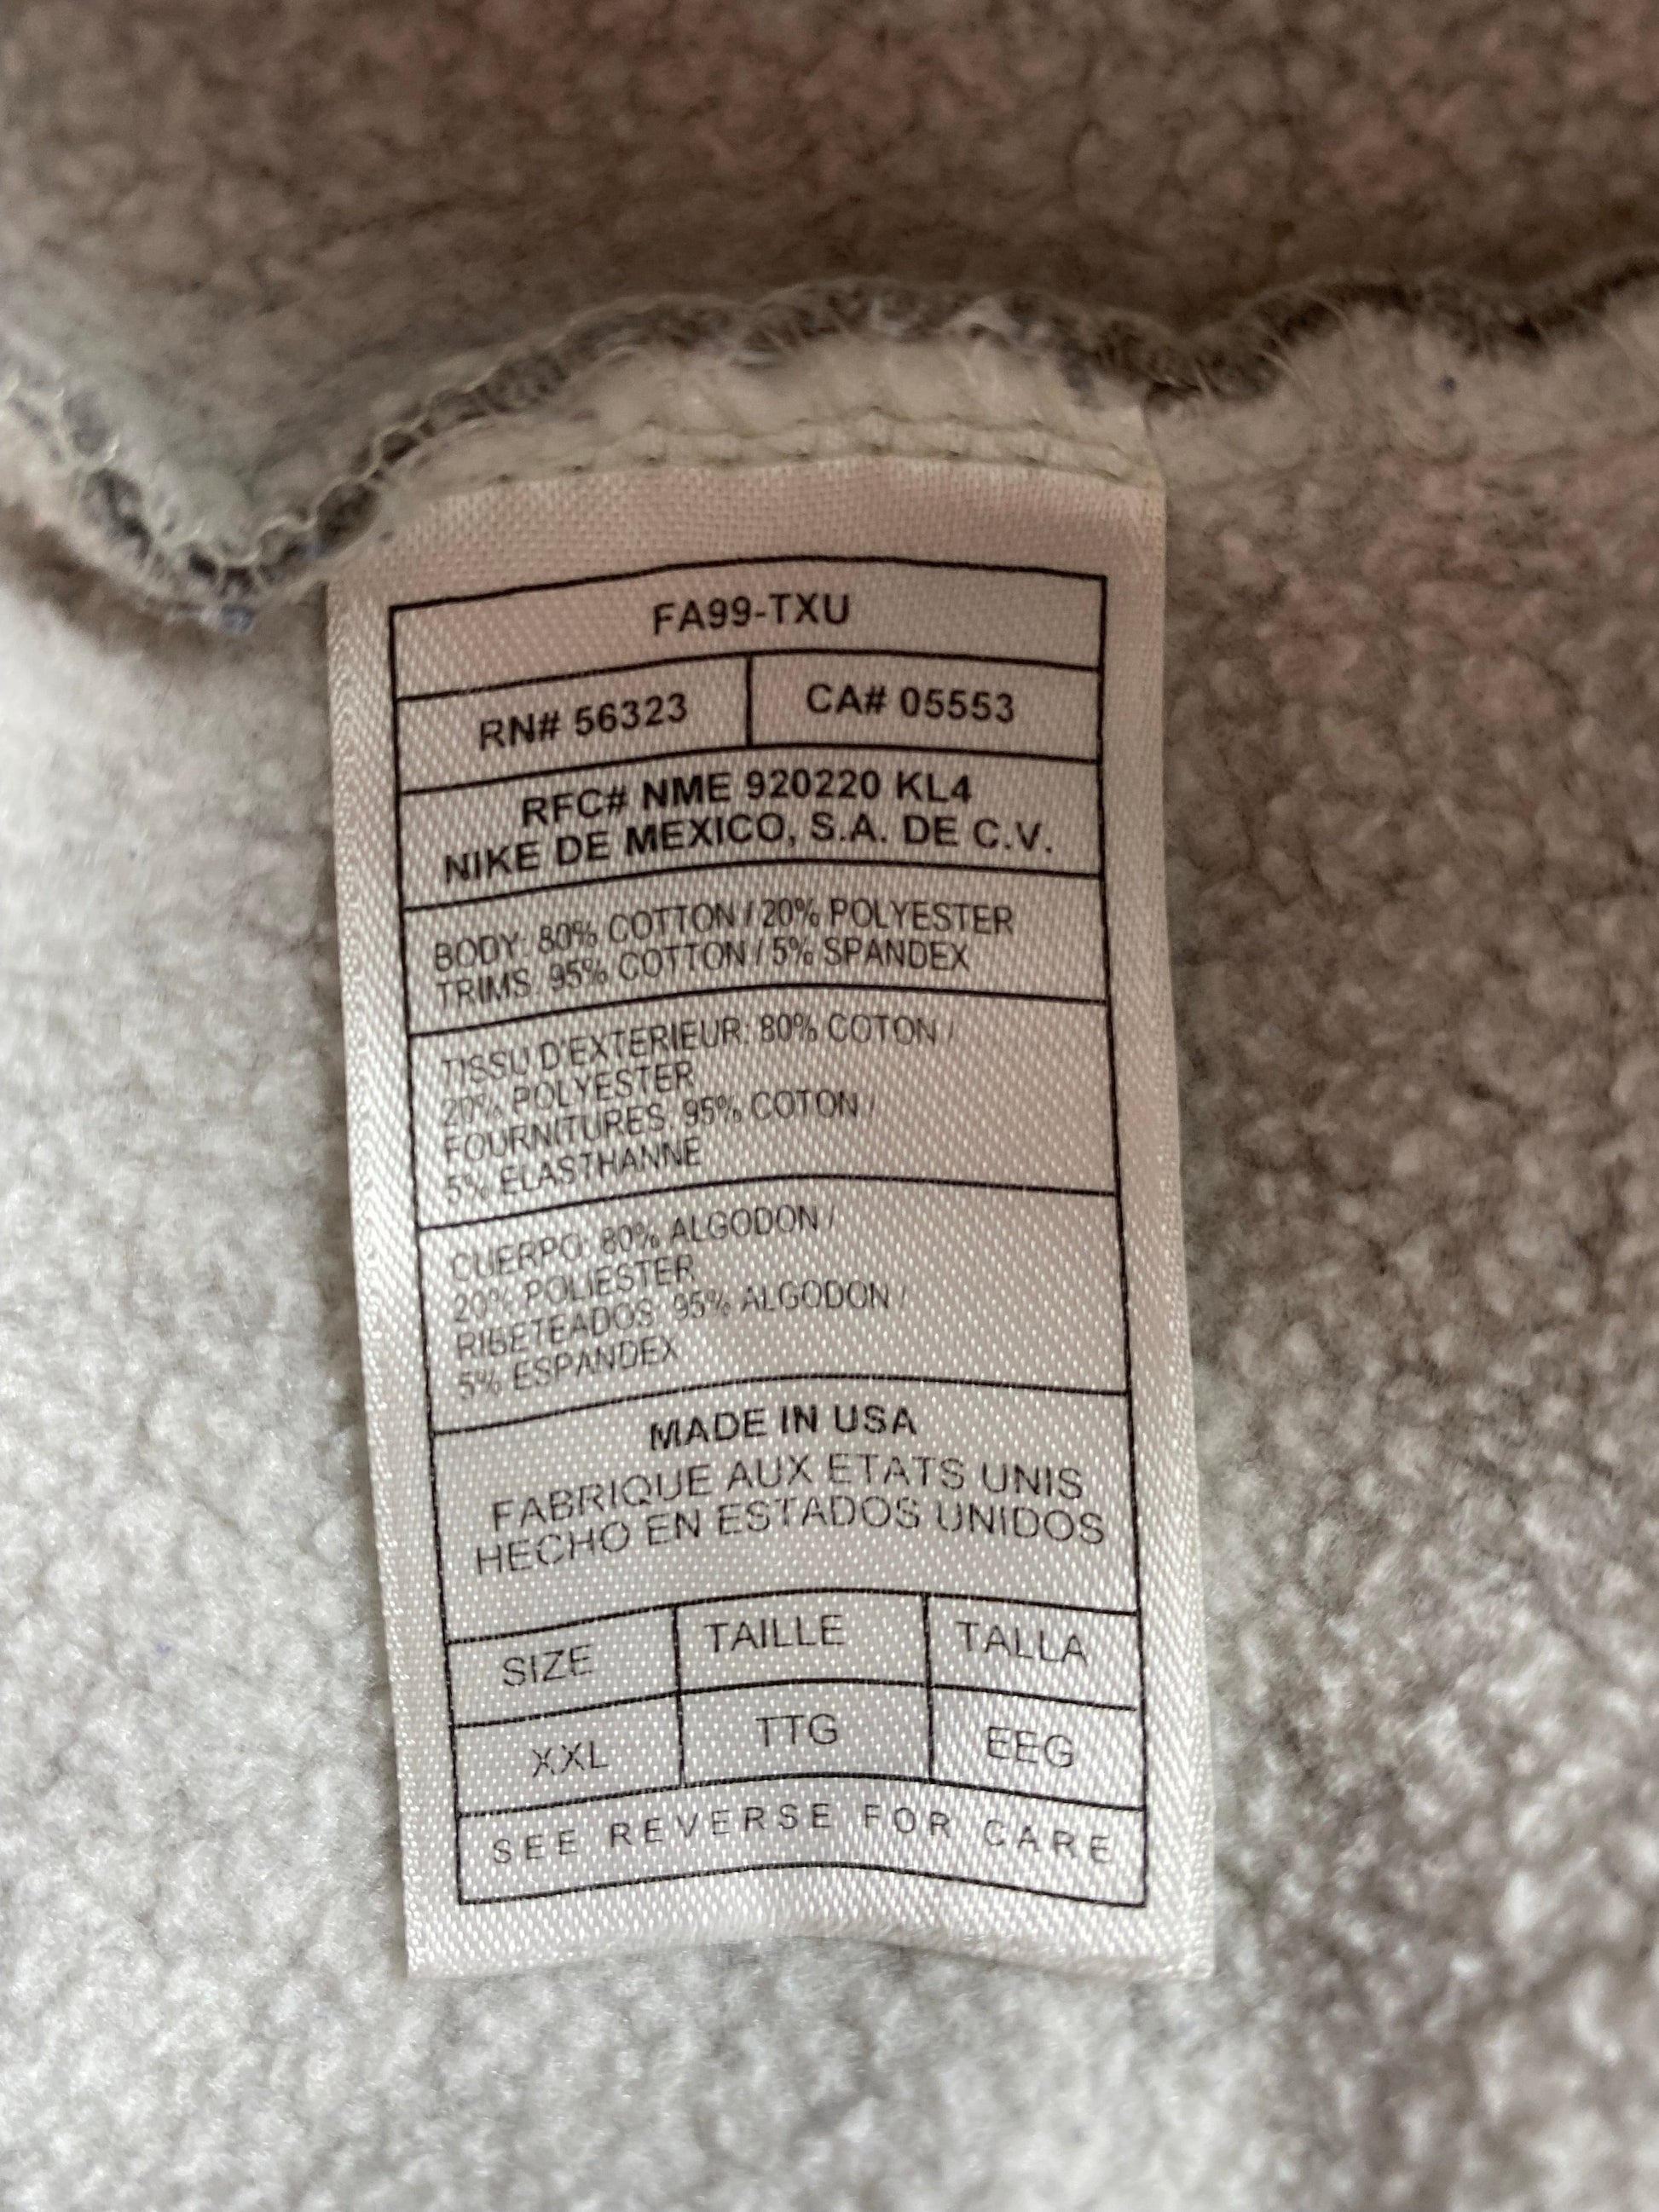 FA99-TXU
RN# 56323 CA# 05553
RFC# NME 920220 KL4
NIKE DE MEXICO, S.A. DE C.V.
BODY: 80% COTTON / 20% POLYESTER
TRIMS: 95% COTTON / 5% SPANDEX
TISSU D'EXTERIEUR: 80% COTON /
20% POLYESTER
FOURNITURES: 95% COTON /
5% ELASTHANNE
CUERPO: 80% ALGODON /
20% POLIESTER
RIBETEADOS: 95% ALGODON /
5% ESPANDEX
MADE IN USA
FABRIQUE AUX ETATS UNIS
HECHO EN ESTADOS UNIDOS
SIZE TAILLE TALLA
XXL TTG EEG
SEE REVERSE FOR CARE